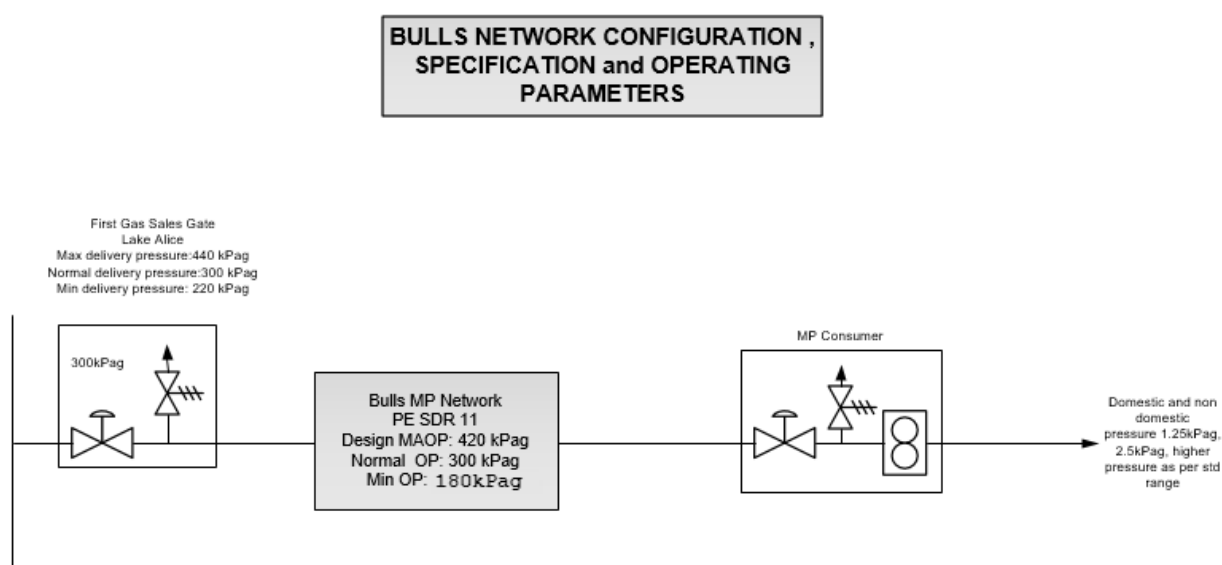 BULLS NETWORK CONFIGURATION ,
SPECIFICATION and OPERATING
PARAMETERS
First Gas Sales Gate
Lake Alice
Max delivery pressure:440 kPag
Normal delivery pressure:300 kPag
Min delivery pressure: 220 kPag
300kPag
Bulls MP Network
PE SDR 11
Design MAOP: 420 kPag
Normal OP: 300 kPag
Min OP: 180kPag
MP Consumer
Domestic and non
domestic
pressure 1.25kPag,
2.5kPag, higher
pressure as per std
range